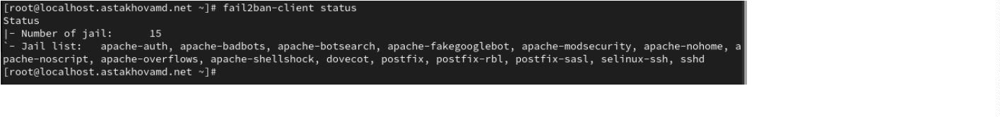 [root@localhost.astakhovamd.net ~]# fail2ban-client status
Status
|- Number of jail:      15
`- Jail list:   apache-auth, apache-badbots, apache-botsearch, apache-fakegooglebot, apache-modsecurity, apache-nohome, a
pache-noscript, apache-overflows, apache-shellshock, dovecot, postfix, postfix-rbl, postfix-sasl, selinux-ssh, sshd
[root@localhost.astakhovamd.net ~]#